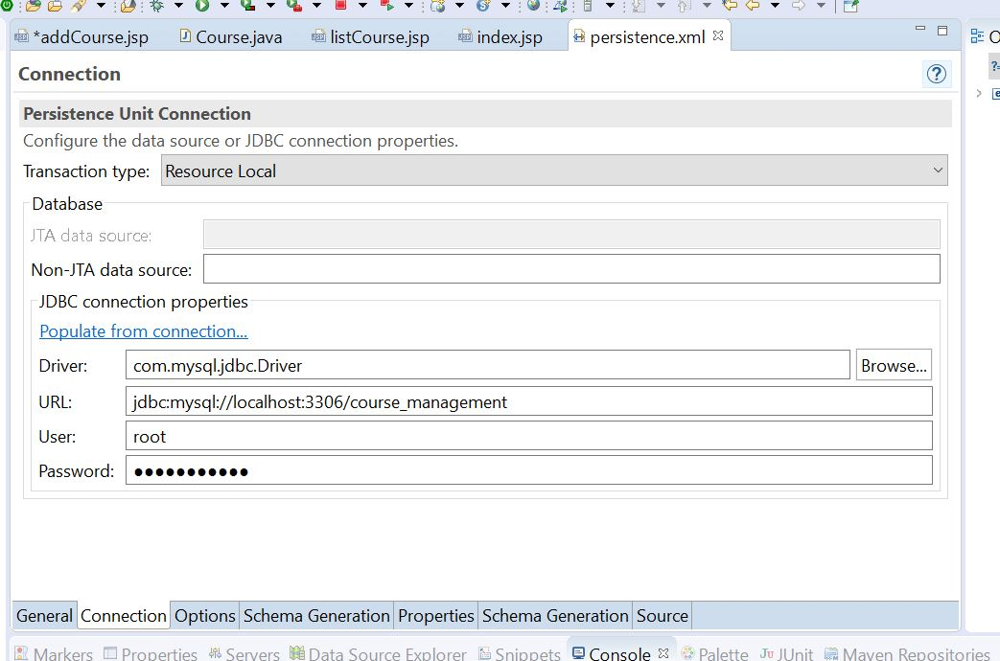 *addCourse.jsp Course.java listCourse.jsp index.jsp persistence.xml
Connection
Persistence Unit Connection
Configure the data source or JDBC connection properties.
Transaction type: Resource Local
Database
JTA data source:
Non-JTA data source:
JDBC connection properties
Populate from connection...
Driver: com.mysql.jdbc.Driver Browse...
URL: jdbc:mysql://localhost:3306/course_management
User: root
Password: ●●●●●●●●●●●
General Connection Options Schema Generation Properties Schema Generation Source
Markers Properties Servers Data Source Explorer Snippets Console Palette JUnit Maven Repositories